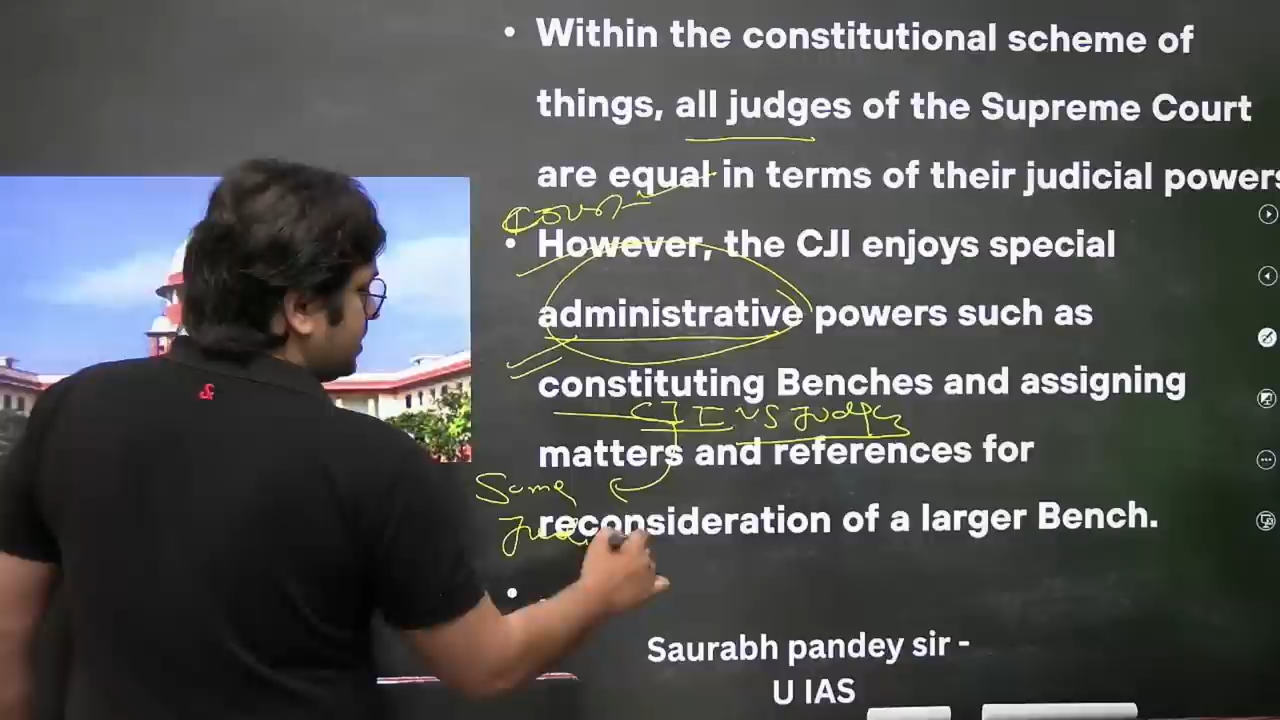 • Within the constitutional scheme of
things, all judges of the Supreme Court
are equal in terms of their judicial powers
• However, the CJI enjoys special
administrative powers such as
constituting Benches and assigning
CJI vs Judges
matters and references for
Same
reconsideration of a larger Bench.
•
Saurabh pandey sir -
U IAS